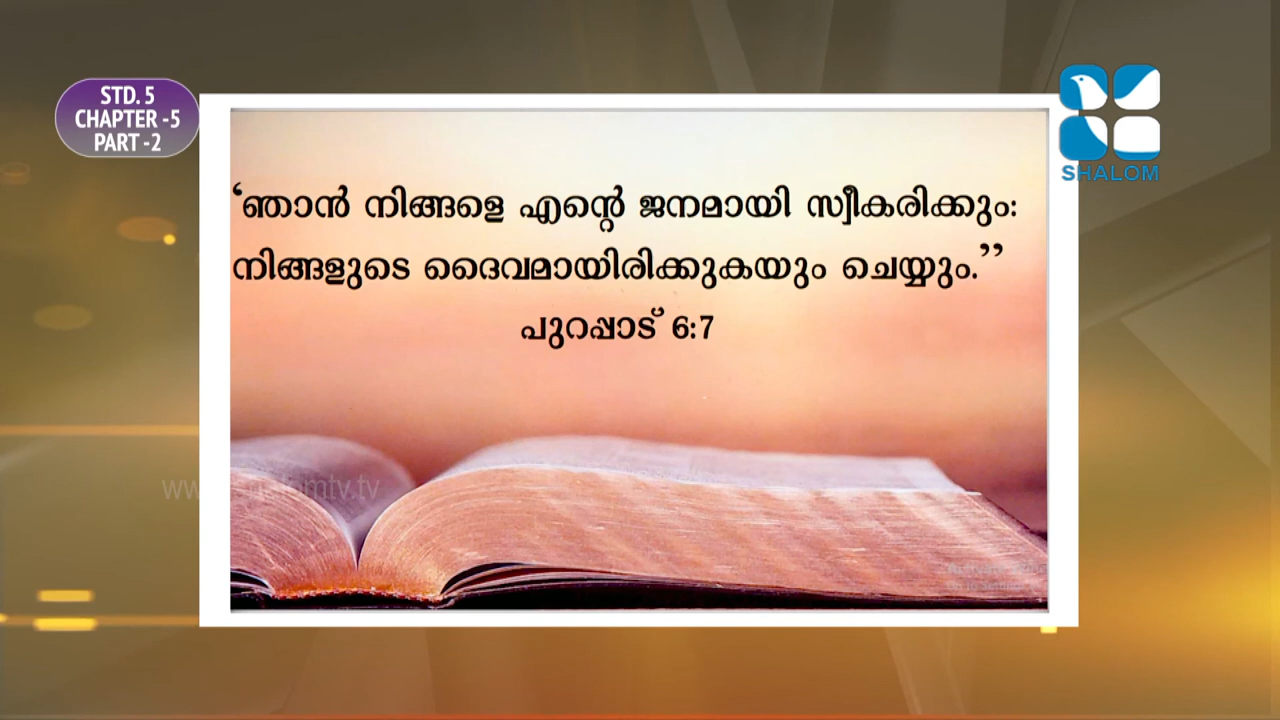 STD. 5
CHAPTER -5
PART -2
SHALOM
‘ഞാൻ നിങ്ങളെ എന്റെ ജനമായി സ്വീകരിക്കും:
നിങ്ങളുടെ ദൈവമായിരിക്കുകയും ചെയ്യും.’’
പുറപ്പാട് 6:7